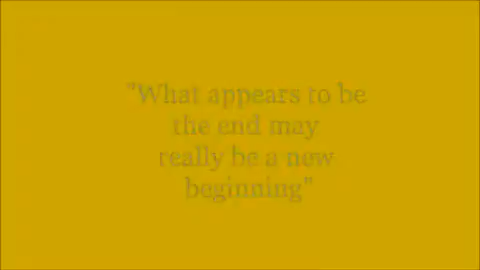 "What appears to be
the end may
really be a new
beginning"